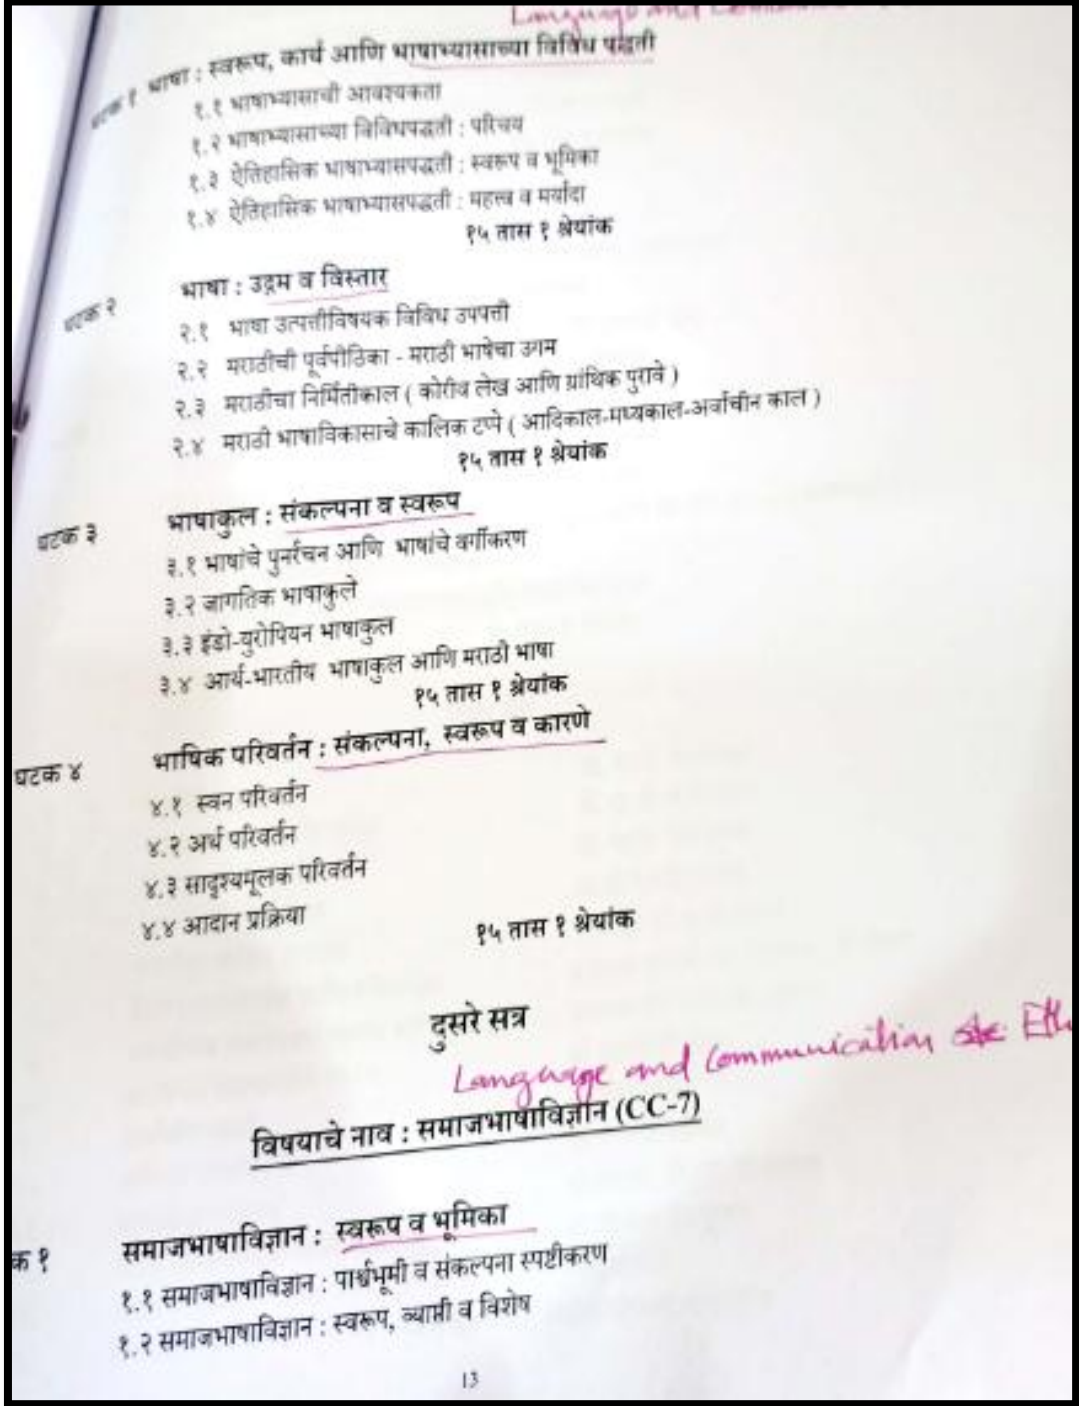 Language and
घटक १ भाषा : स्वरूप, कार्य आणि भाषाभ्यासाच्या विविध पद्धती
१.१ भाषाभ्यासाची आवश्यकता
१.२ भाषाभ्यासाच्या विविधपद्धती : परिचय
१.३ ऐतिहासिक भाषाभ्यासपद्धती : स्वरूप व भूमिका
१.४ ऐतिहासिक भाषाभ्यासपद्धती : महत्त्व व मर्यादा
१५ तास १ श्रेयांक
घटक २ भाषा : उद्गम व विस्तार
२.१ भाषा उत्पत्तीविषयक विविध उपपत्ती
२.२ मराठीची पूर्वपीठिका - मराठी भाषेचा उगम
२.३ मराठीचा निर्मितीकाल ( कोरीव लेख आणि ग्रांथिक पुरावे )
२.४ मराठी भाषाविकासाचे कालिक टप्पे ( आदिकाल-मध्यकाल-अर्वाचीन काल )
१५ तास १ श्रेयांक
घटक ३ भाषाकुल : संकल्पना व स्वरूप
३.१ भाषांचे पुनर्रचन आणि भाषांचे वर्गीकरण
३.२ जागतिक भाषाकुले
३.३ इंडो-युरोपियन भाषाकुल
३.४ आर्य-भारतीय भाषाकुल आणि मराठी भाषा
१५ तास १ श्रेयांक
घटक ४ भाषिक परिवर्तन : संकल्पना, स्वरूप व कारणे
४.१ स्वन परिवर्तन
४.२ अर्थ परिवर्तन
४.३ सादृश्यमूलक परिवर्तन
४.४ आदान प्रक्रिया
१५ तास १ श्रेयांक
दुसरे सत्र
Language and Communication Eth
विषयाचे नाव : समाजभाषाविज्ञान (CC-7)
क १ समाजभाषाविज्ञान : स्वरूप व भूमिका
१.१ समाजभाषाविज्ञान : पार्श्वभूमी व संकल्पना स्पष्टीकरण
१.२ समाजभाषाविज्ञान : स्वरूप, व्याप्ती व विशेष
13